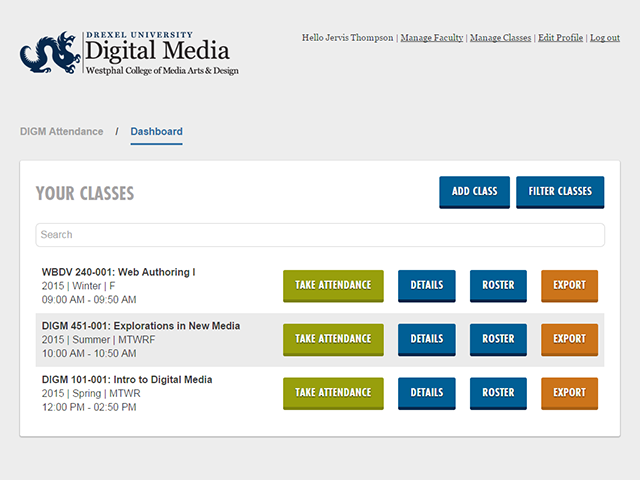 DREXEL UNIVERSITY
Digital Media
Westphal College of Media Arts & Design
Hello Jervis Thompson | Manage Faculty | Manage Classes | Edit Profile | Log out
DIGM Attendance / Dashboard
YOUR CLASSES ADD CLASS FILTER CLASSES
Search
WBDV 240-001: Web Authoring I
2015 | Winter | F
09:00 AM - 09:50 AM
TAKE ATTENDANCE DETAILS ROSTER EXPORT
DIGM 451-001: Explorations in New Media
2015 | Summer | MTWRF
10:00 AM - 10:50 AM
TAKE ATTENDANCE DETAILS ROSTER EXPORT
DIGM 101-001: Intro to Digital Media
2015 | Spring | MTWR
12:00 PM - 02:50 PM
TAKE ATTENDANCE DETAILS ROSTER EXPORT